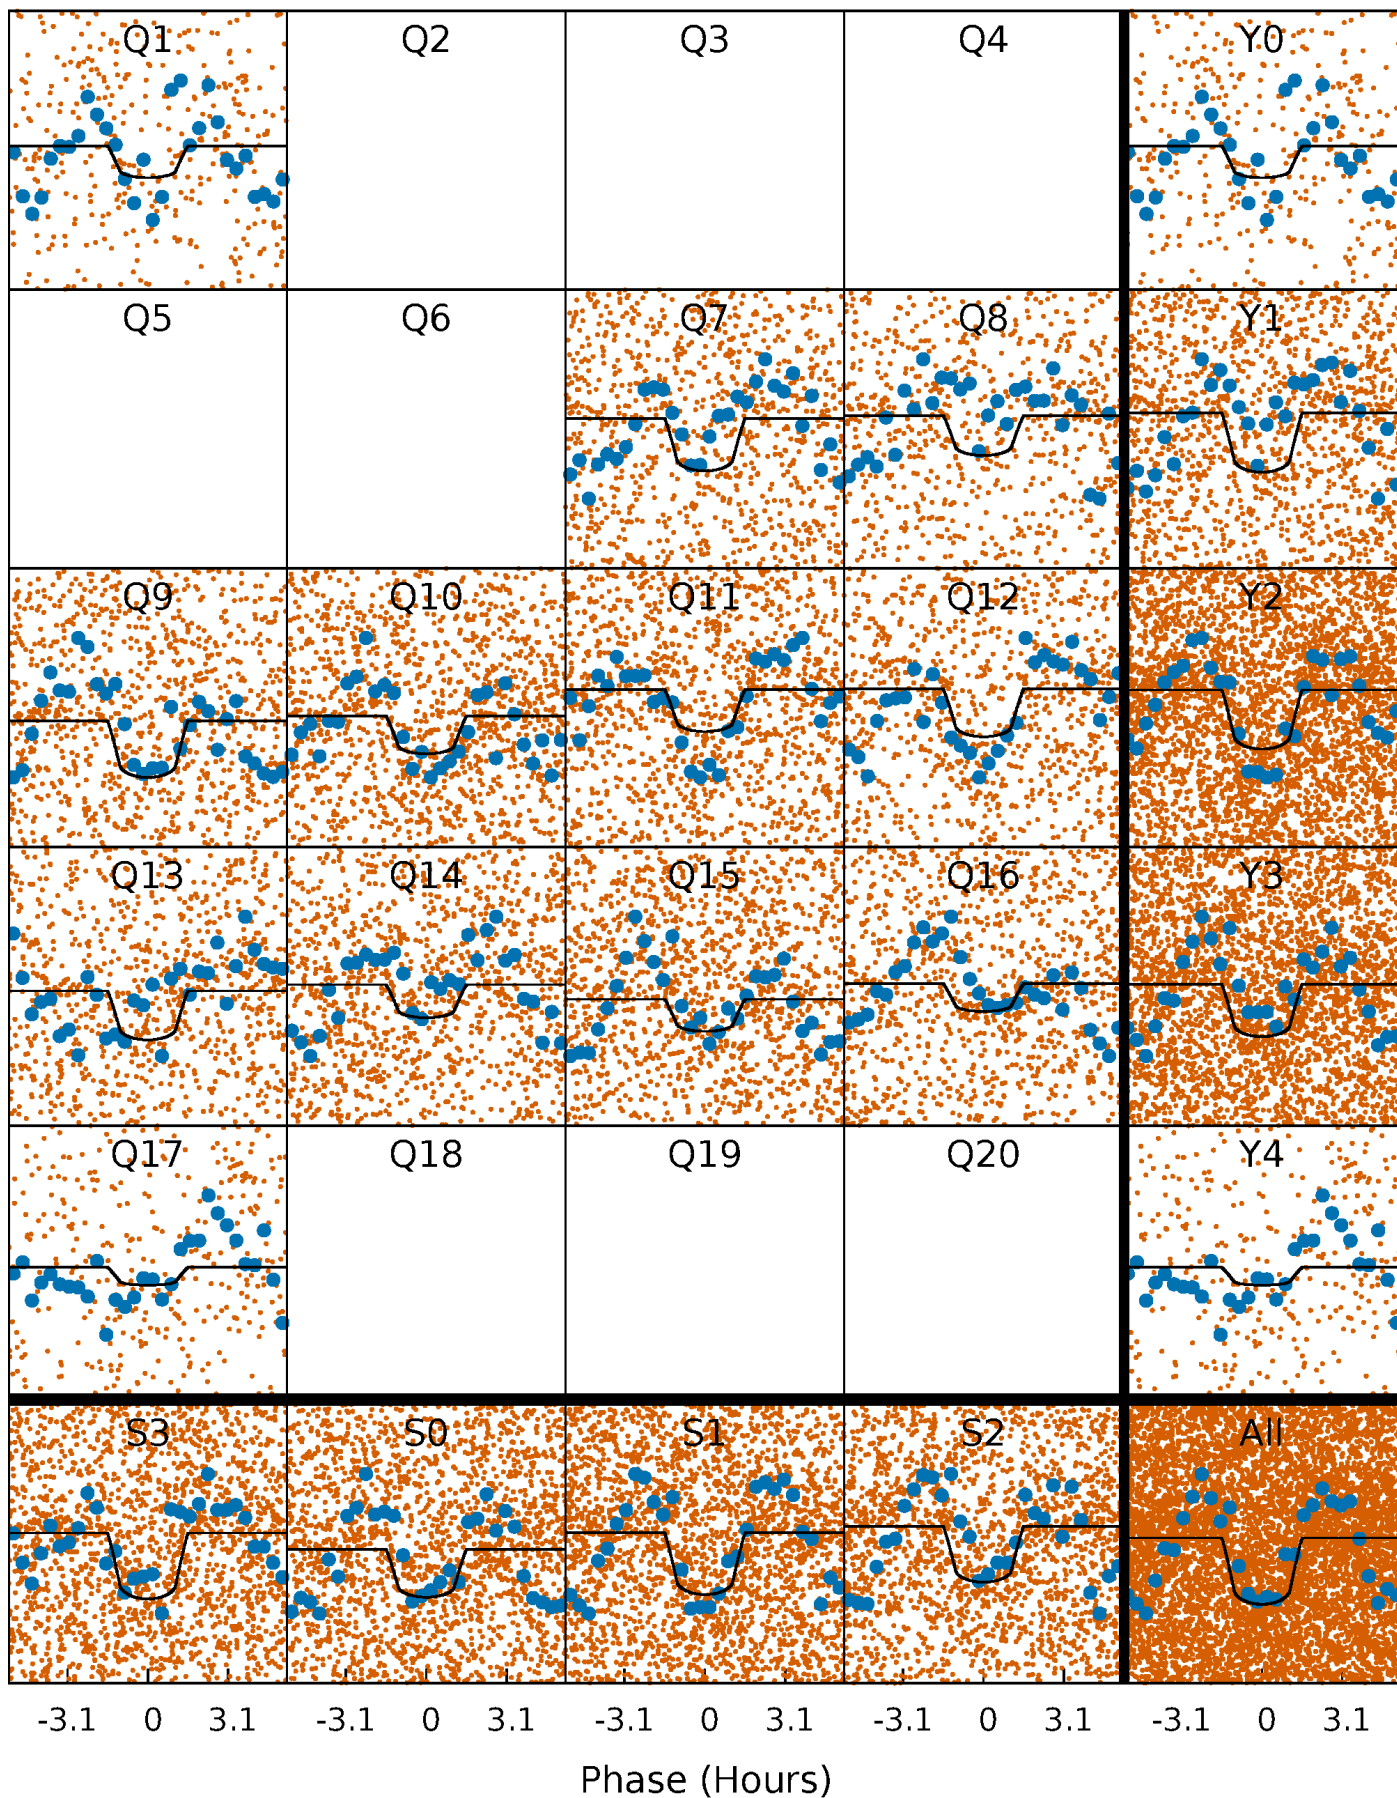 Q1 Q2 Q3 Q4 Y0
Q5 Q6 Q7 Q8 Y1
Q9 Q10 Q11 Q12 Y2
Q13 Q14 Q15 Q16 Y3
Q17 Q18 Q19 Q20 Y4
S3 S0 S1 S2 All
-3.1 0 3.1 -3.1 0 3.1 -3.1 0 3.1 -3.1 0 3.1 -3.1 0 3.1
Phase (Hours)